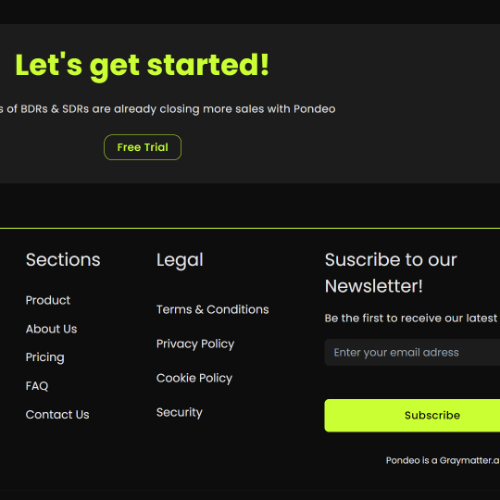 Let's get started!
of BDRs & SDRs are already closing more sales with Pondeo
Free Trial
Sections
Product
About Us
Pricing
FAQ
Contact Us
Legal
Terms & Conditions
Privacy Policy
Cookie Policy
Security
Suscribe to our
Newsletter!
Be the first to receive our latest
Enter your email adress
Subscribe
Pondeo is a Graymatter.a